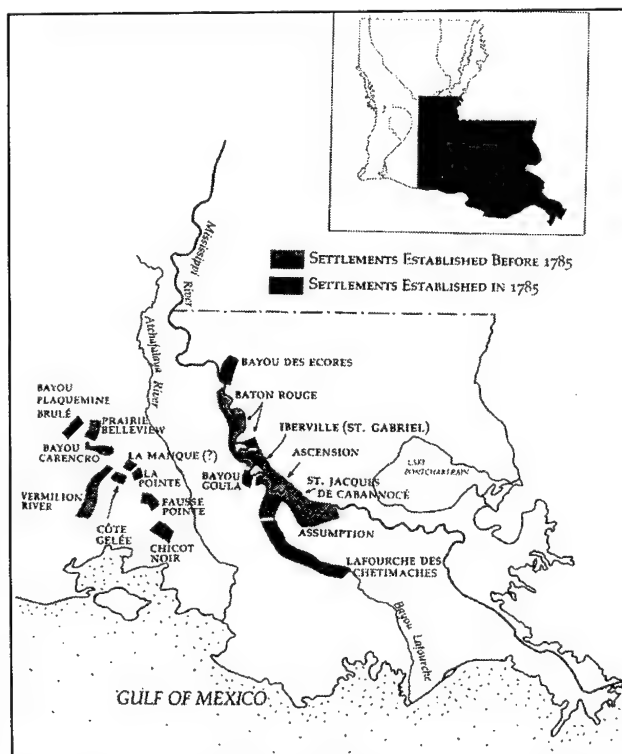 Mississippi River
SETTLEMENTS ESTABLISHED BEFORE 1785
SETTLEMENTS ESTABLISHED IN 1785
Atchafalaya River
BAYOU DES ECORES
BAYOU
PLAQUEMINE
BRULÉ
PRAIRIE
BELLEVIEW
BATON ROUGE
IBERVILLE (ST. GABRIEL)
BAYOU
CARENCRO
LA MANQUE (?)
LA
POINTE
ASCENSION
BAYOU
GOULA
ST. JACQUES
DE CABANNOCÉ
LAKE
PONTCHARTRAIN
VERMILION
RIVER
FAUSSE
POINTE
CÔTE
GELÉE
ASSUMPTION
CHICOT
NOIR
LAFOURCHE DES
CHETIMACHES
Bayou Lafourche
GULF OF MEXICO